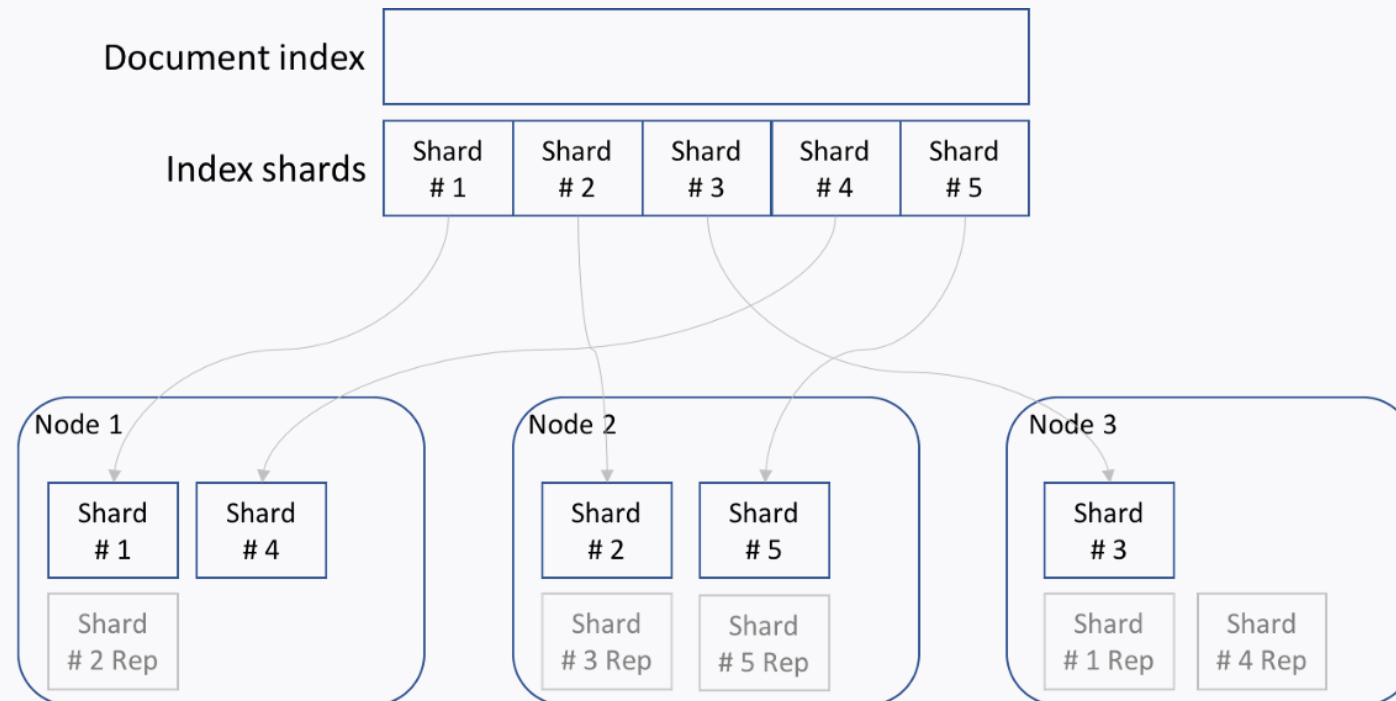 Document index
Index shards
Shard
# 1
Shard
# 2
Shard
# 3
Shard
# 4
Shard
# 5
Node 1
Shard
# 1
Shard
# 4
Shard
# 2 Rep
Node 2
Shard
# 2
Shard
# 5
Shard
# 3 Rep
Shard
# 5 Rep
Node 3
Shard
# 3
Shard
# 1 Rep
Shard
# 4 Rep